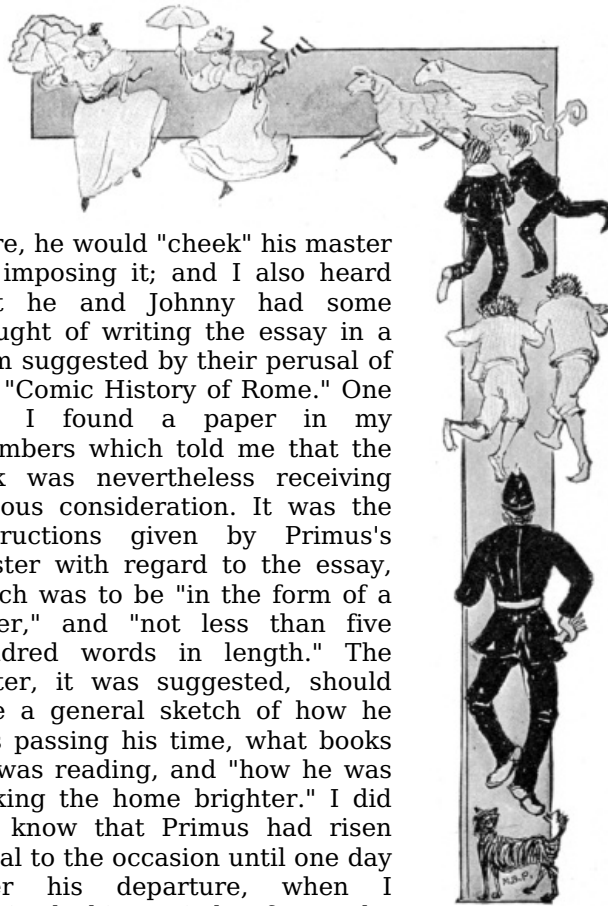 re, he would "cheek" his master
imposing it; and I also heard
t he and Johnny had some
ught of writing the essay in a
m suggested by their perusal of
"Comic History of Rome." One
I found a paper in my
mbers which told me that the
k was nevertheless receiving
ous consideration. It was the
ructions given by Primus's
ster with regard to the essay,
ch was to be "in the form of a
er," and "not less than five
dred words in length." The
ter, it was suggested, should
e a general sketch of how he
s passing his time, what books
was reading, and "how he was
king the home brighter." I did
know that Primus had risen
al to the occasion until one day
er his departure, when I